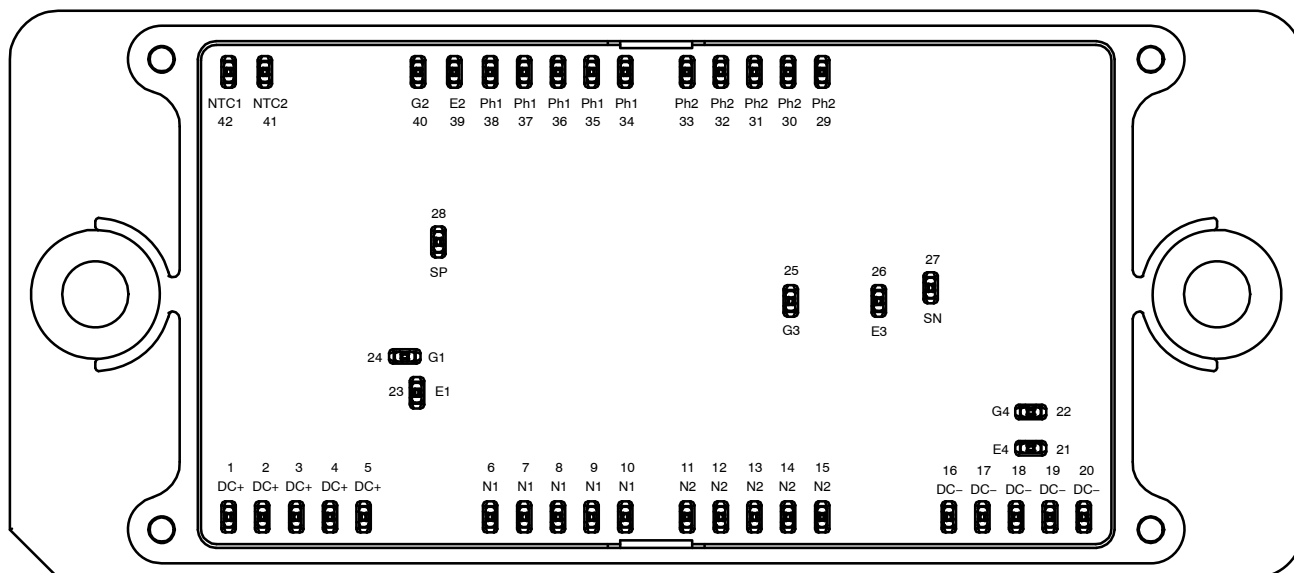 NTC1 NTC2 G2 E2 Ph1 Ph1 Ph1 Ph1 Ph1 Ph2 Ph2 Ph2 Ph2 Ph2
42 41 40 39 38 37 36 35 34 33 32 31 30 29
28
SP
25 26 27
G3 E3 SN
24 G1
23 E1
G4 22
E4 21
1 2 3 4 5 6 7 8 9 10 11 12 13 14 15 16 17 18 19 20
DC+ DC+ DC+ DC+ DC+ N1 N1 N1 N1 N1 N2 N2 N2 N2 N2 DC– DC– DC– DC– DC–